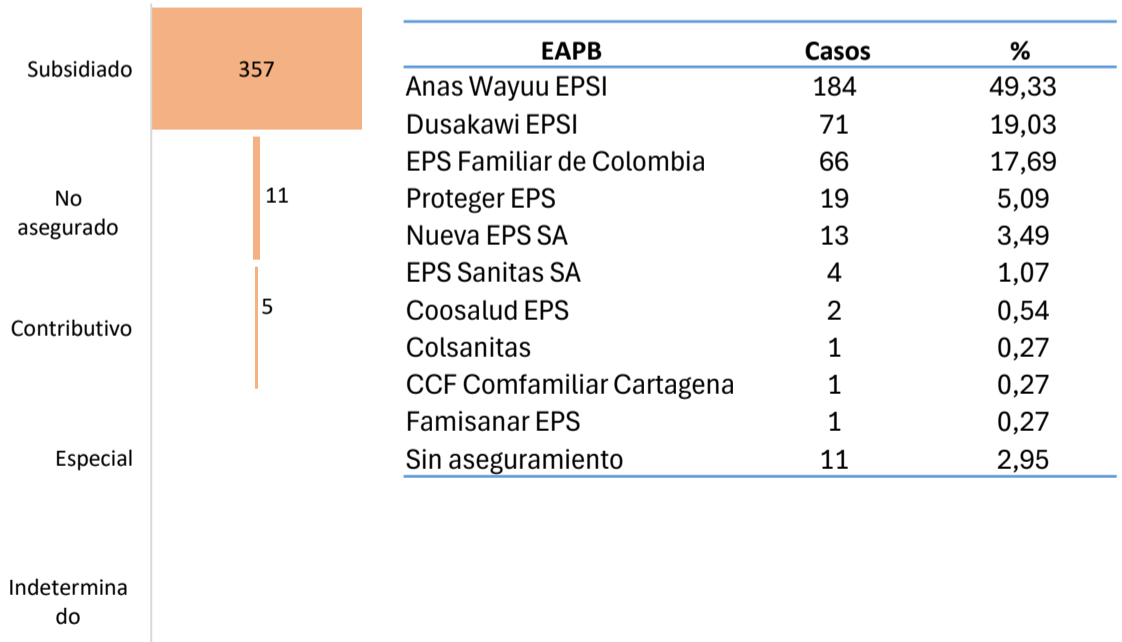 Subsidiado 357
No
asegurado
11
Contributivo
5
Especial
Indetermina
do
EAPB Casos %
Anas Wayuu EPSI 184 49,33
Dusakawi EPSI 71 19,03
EPS Familiar de Colombia 66 17,69
Proteger EPS 19 5,09
Nueva EPS SA 13 3,49
EPS Sanitas SA 4 1,07
Coosalud EPS 2 0,54
Colsanitas 1 0,27
CCF Comfamiliar Cartagena 1 0,27
Famisanar EPS 1 0,27
Sin aseguramiento 11 2,95